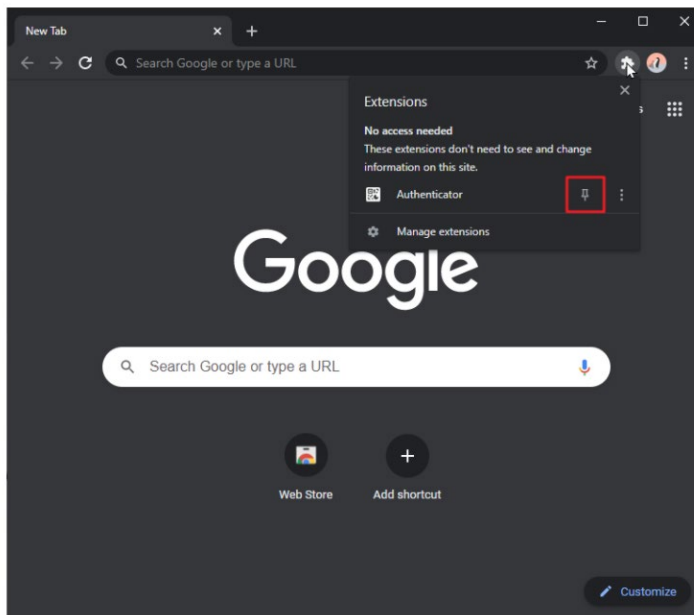 New Tab
Search Google or type a URL
Extensions
s
No access needed
These extensions don't need to see and change
information on this site.
Authenticator
Manage extensions
Google
Search Google or type a URL
Web Store
Add shortcut
Customize